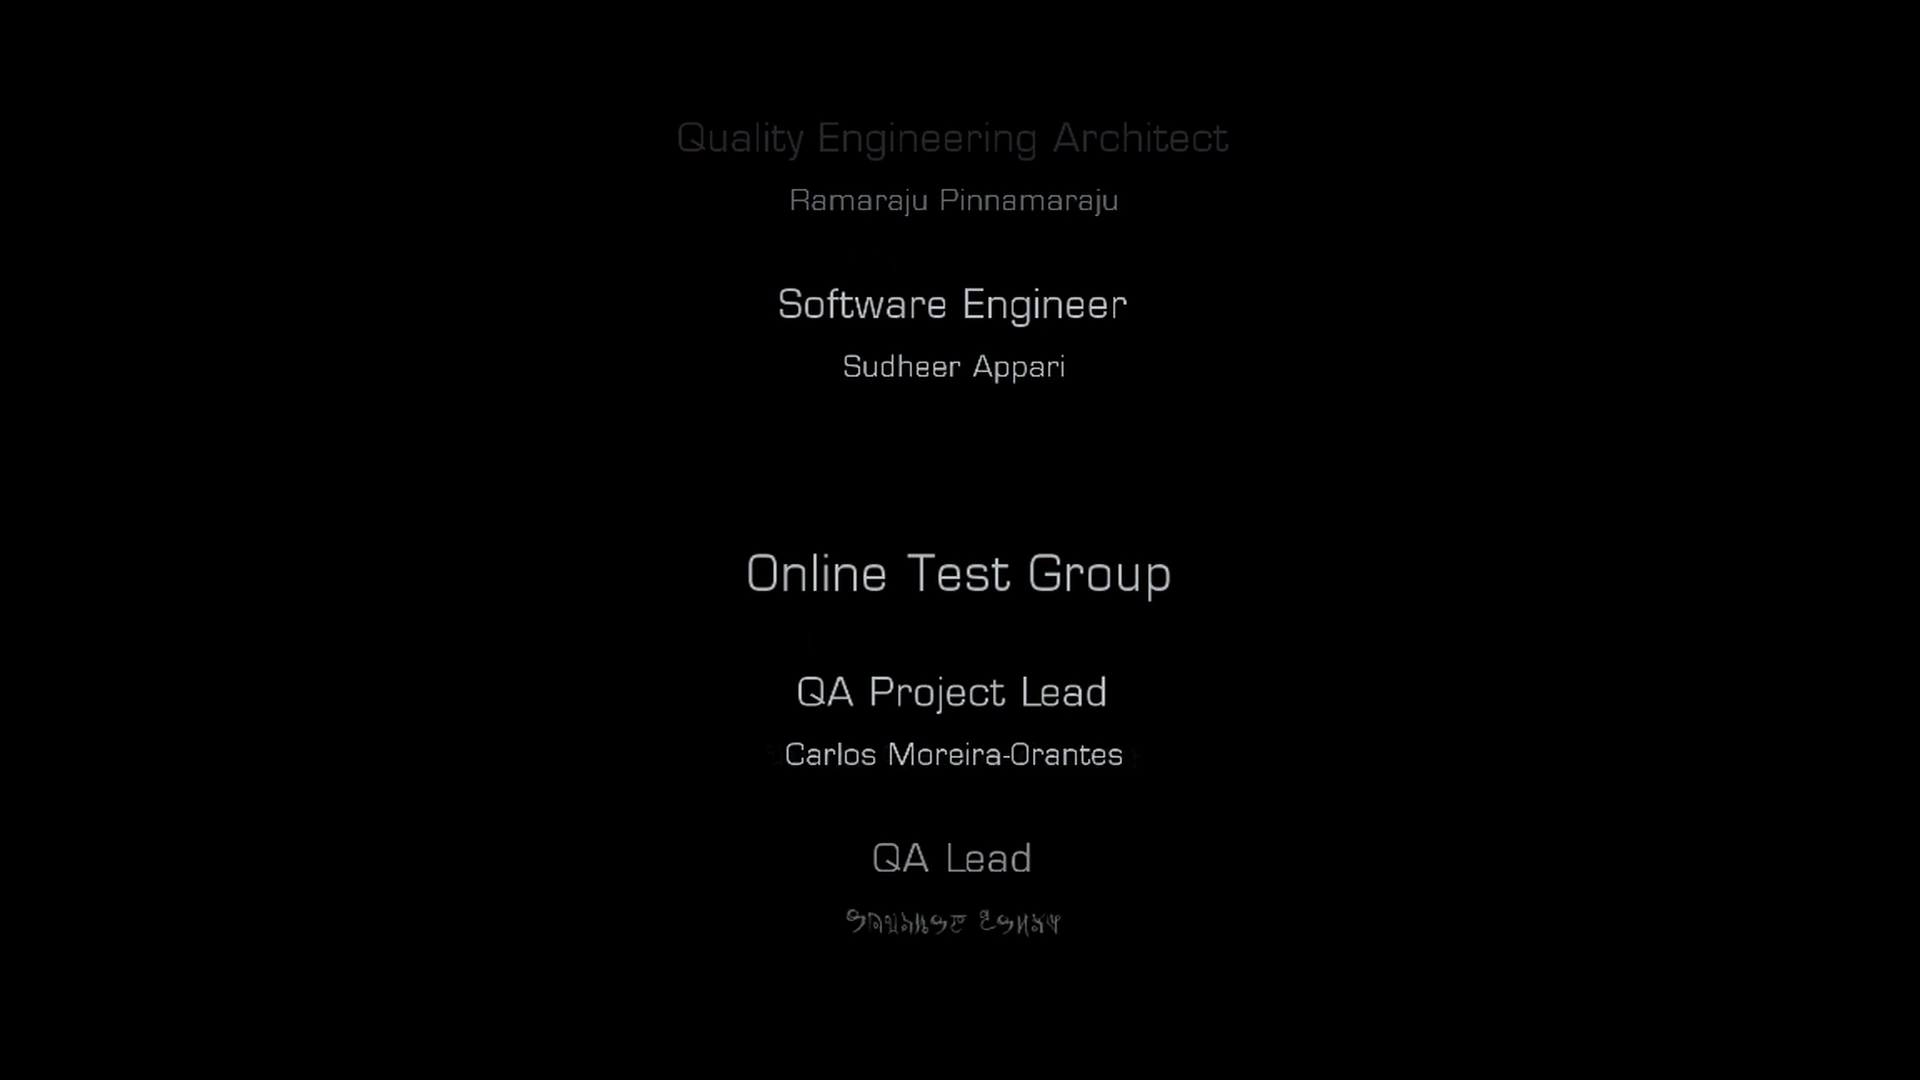 Quality Engineering Architect
Ramaraju Pinnamaraju
Software Engineer
Sudheer Appari
Online Test Group
QA Project Lead
Carlos Moreira-Orantes
QA Lead